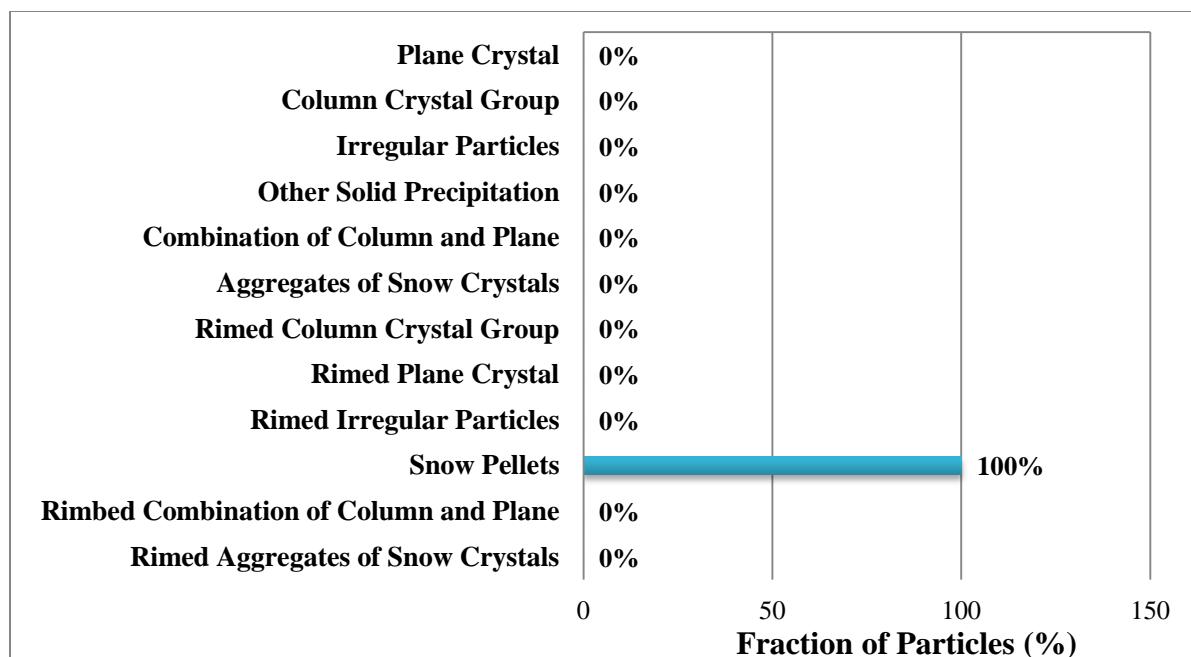 Plane Crystal 0%
Column Crystal Group 0%
Irregular Particles 0%
Other Solid Precipitation 0%
Combination of Column and Plane 0%
Aggregates of Snow Crystals 0%
Rimed Column Crystal Group 0%
Rimed Plane Crystal 0%
Rimed Irregular Particles 0%
Snow Pellets 100%
Rimbed Combination of Column and Plane 0%
Rimed Aggregates of Snow Crystals 0%
0 50 100 150
Fraction of Particles (%)